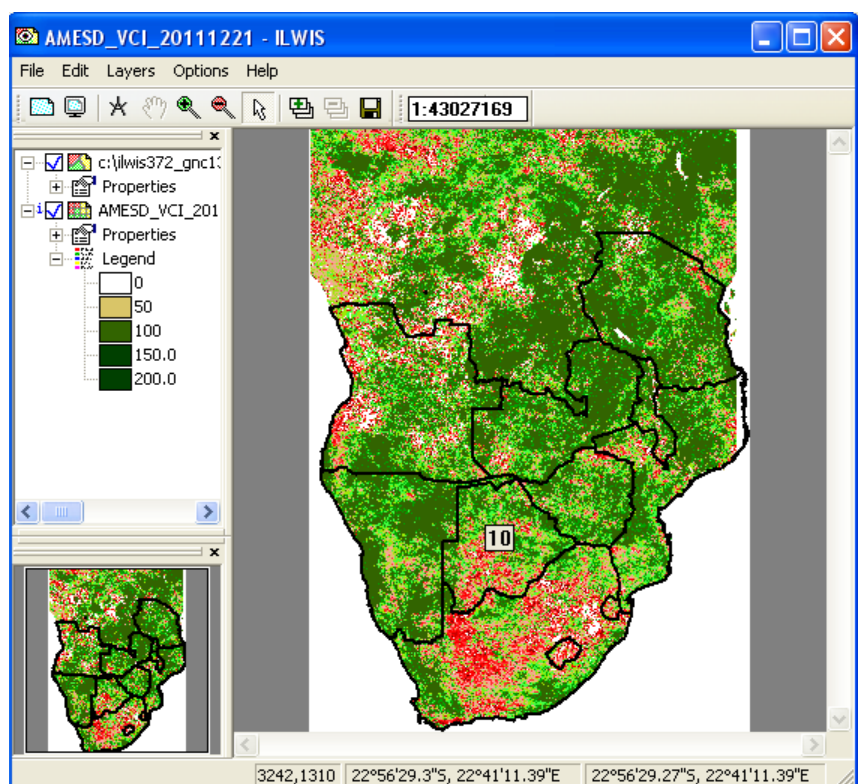 AMESD_VCI_20111221 - ILWIS
File Edit Layers Options Help
1:43027169
c:\ilwis372_gnc13
Properties
AMESD_VCI_201
Properties
Legend
0
50
100
150.0
200.0
10
3242,1310 22°56'29.3"S, 22°41'11.39"E 22°56'29.27"S, 22°41'11.39"E